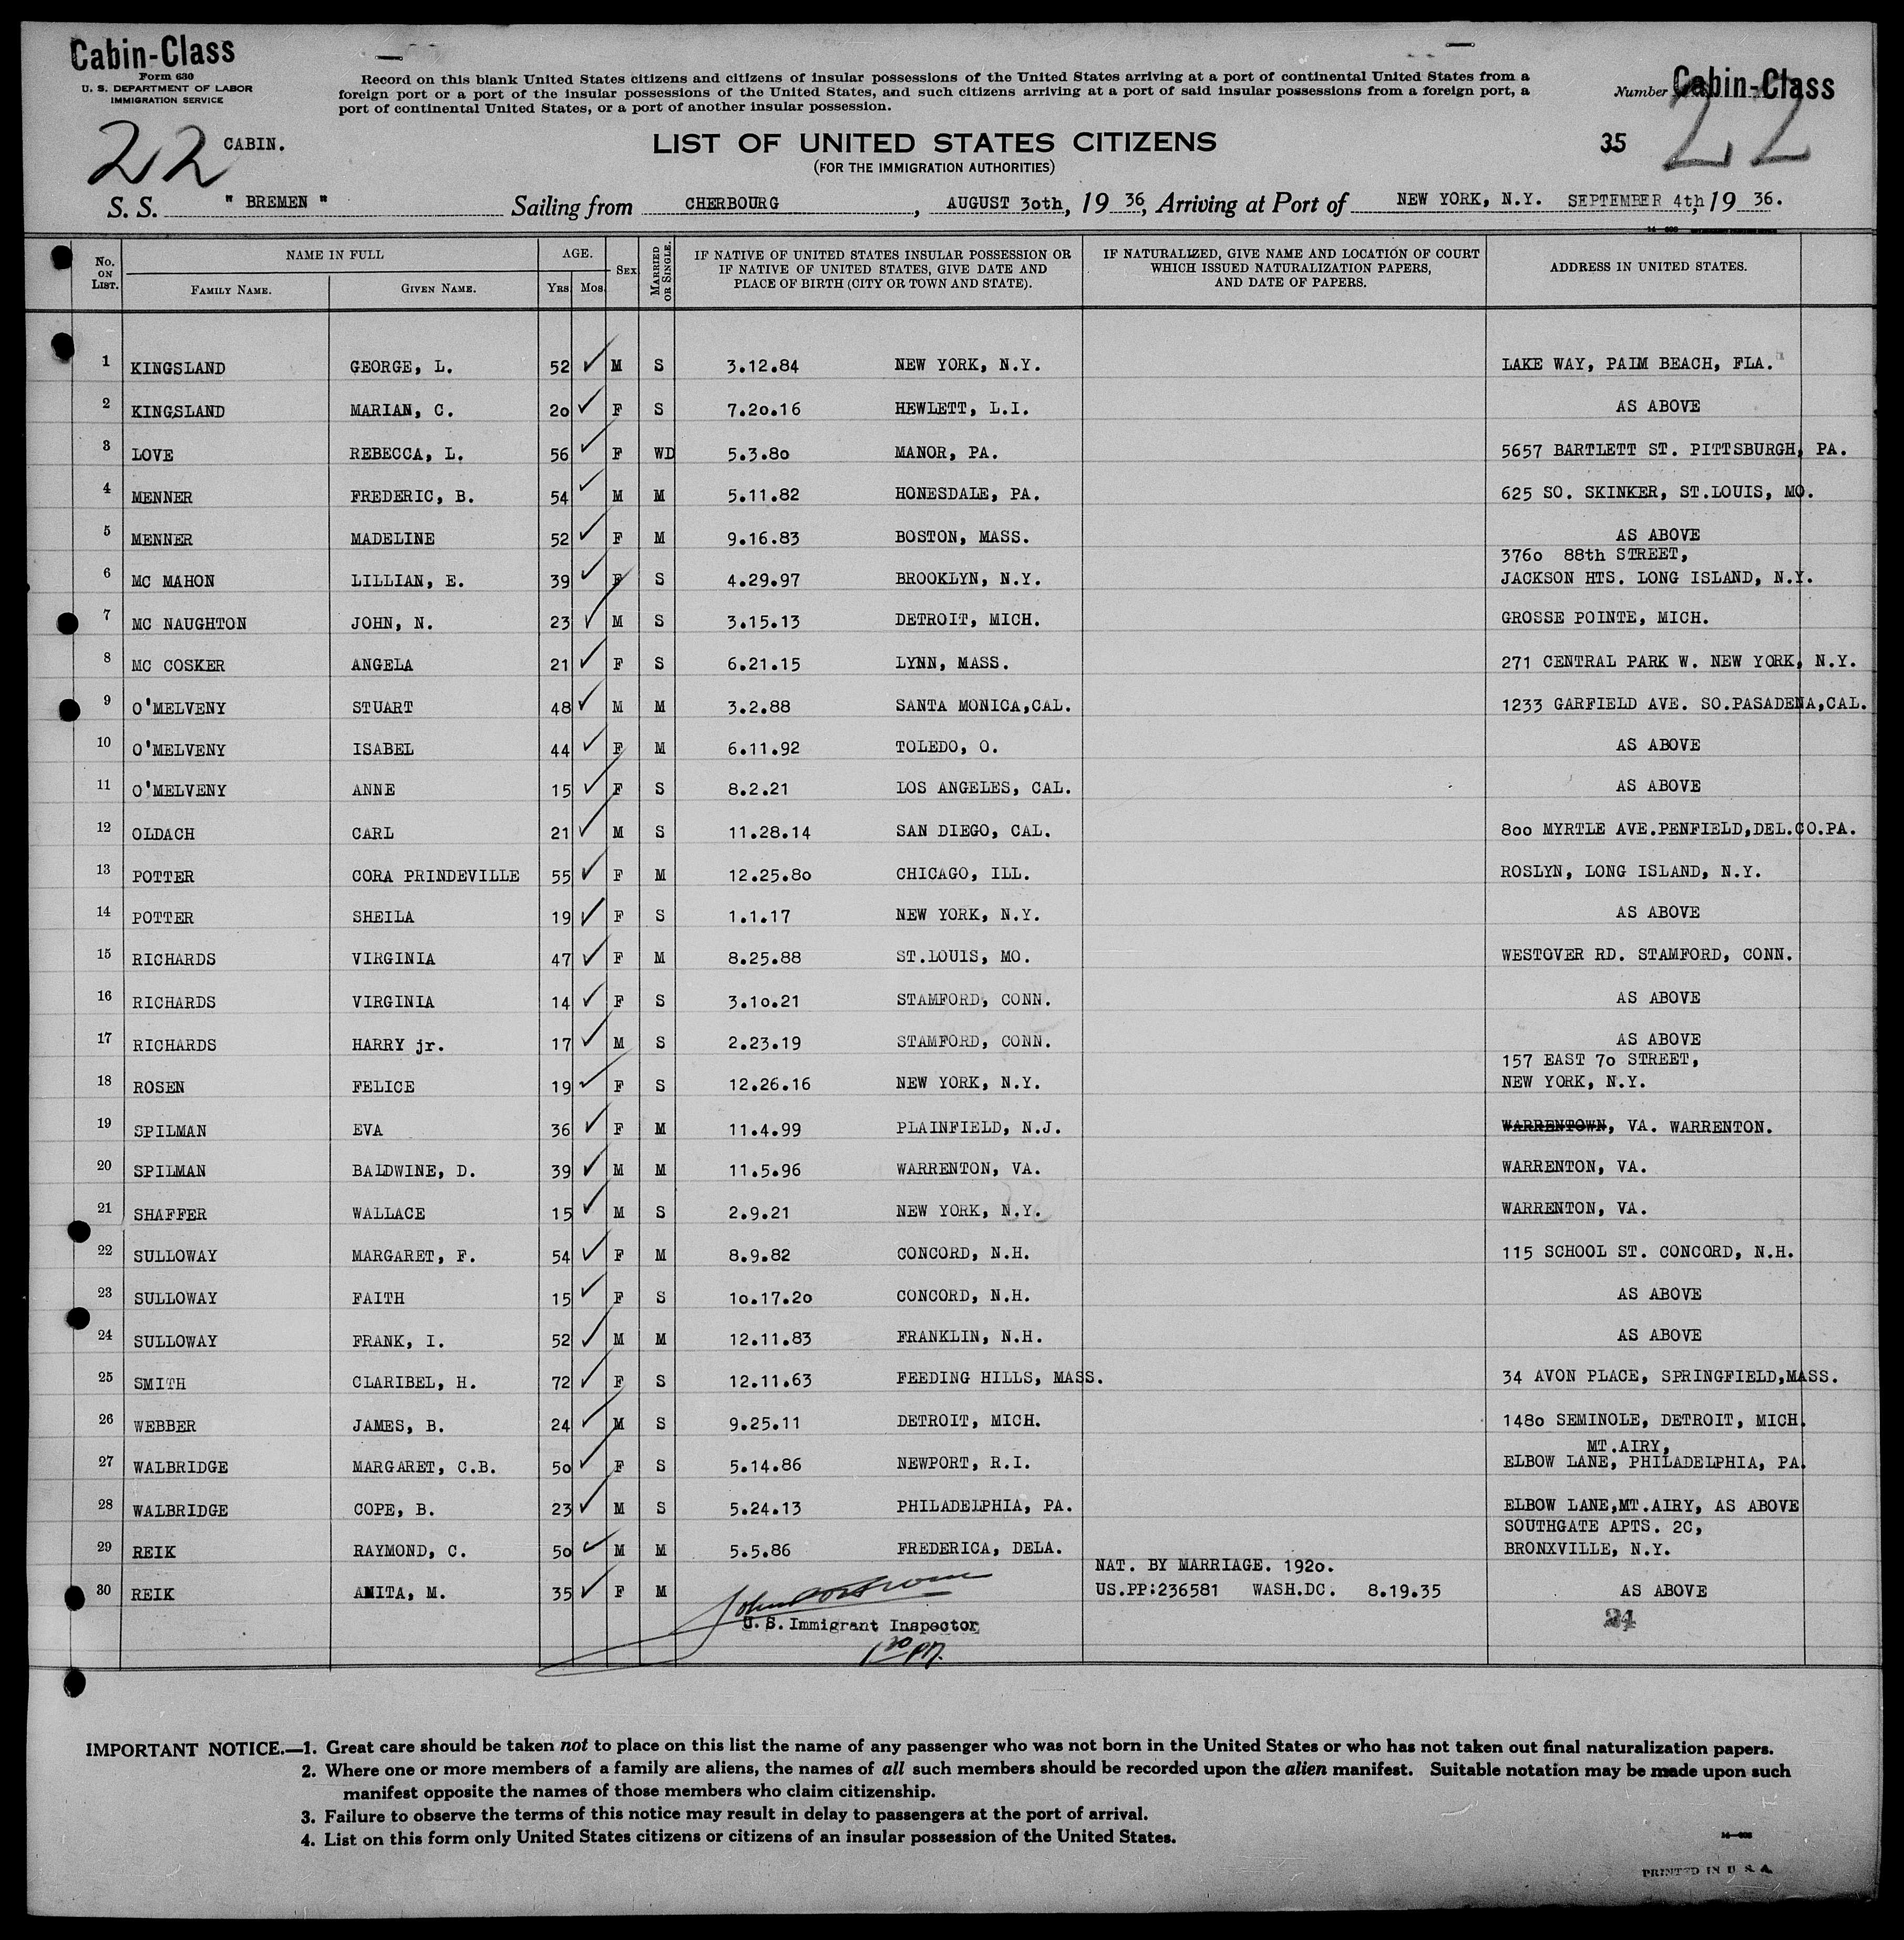 Cabin-Class
Form 630
U. S. DEPARTMENT OF LABOR
IMMIGRATION SERVICE
Record on this blank United States citizens and citizens of insular possessions of the United States arriving at a port of continental United States from a
foreign port or a port of the insular possessions of the United States, and such citizens arriving at a port of said insular possessions from a foreign port, a
port of continental United States, or a port of another insular possession.
Number Cabin-Class
22 CABIN.
LIST OF UNITED STATES CITIZENS
(FOR THE IMMIGRATION AUTHORITIES)
35 22
S. S. " BREMEN " Sailing from CHERBOURG, AUGUST 30th, 19 36, Arriving at Port of NEW YORK, N.Y. SEPTEMBER 4th, 19 36.
No. ON LIST. NAME IN FULL FAMILY NAME. GIVEN NAME. AGE. YRS. MOS. SEX MARRIED OR SINGLE. IF NATIVE OF UNITED STATES INSULAR POSSESSION OR IF NATIVE OF UNITED STATES, GIVE DATE AND PLACE OF BIRTH (CITY OR TOWN AND STATE). IF NATURALIZED, GIVE NAME AND LOCATION OF COURT WHICH ISSUED NATURALIZATION PAPERS, AND DATE OF PAPERS. ADDRESS IN UNITED STATES.
1 KINGSLAND GEORGE, L. 52 M S 3.12.84 NEW YORK, N.Y. LAKE WAY, PALM BEACH, FLA.
2 KINGSLAND MARIAN, C. 20 F S 7.20.16 HEWLETT, L.I. AS ABOVE
3 LOVE REBECCA, L. 56 F WD 5.3.80 MANOR, PA. 5657 BARTLETT ST. PITTSBURGH, PA.
4 MENNER FREDERIC, B. 54 M M 5.11.82 HONESDALE, PA. 625 SO. SKINKER, ST.LOUIS, MO.
5 MENNER MADELINE 52 F M 9.16.83 BOSTON, MASS. AS ABOVE
3760 88th STREET,
6 MC MAHON LILLIAN, E. 39 F S 4.29.97 BROOKLYN, N.Y. JACKSON HTS. LONG ISLAND, N.Y.
7 MC NAUGHTON JOHN, N. 23 M S 3.15.13 DETROIT, MICH. GROSSE POINTE, MICH.
8 MC COSKER ANGELA 21 F S 6.21.15 LYNN, MASS. 271 CENTRAL PARK W. NEW YORK, N.Y.
9 O'MELVENY STUART 48 M M 3.2.88 SANTA MONICA,CAL. 1233 GARFIELD AVE. SO.PASADENA,CAL.
10 O'MELVENY ISABEL 44 F M 6.11.92 TOLEDO, O. AS ABOVE
11 O'MELVENY ANNE 15 F S 8.2.21 LOS ANGELES, CAL. AS ABOVE
12 OLDACH CARL 21 M S 11.28.14 SAN DIEGO, CAL. 800 MYRTLE AVE.PENFIELD,DEL.CO.PA.
13 POTTER CORA PRINDEVILLE 55 F M 12.25.80 CHICAGO, ILL. ROSLYN, LONG ISLAND, N.Y.
14 POTTER SHEILA 19 F S 1.1.17 NEW YORK, N.Y. AS ABOVE
15 RICHARDS VIRGINIA 47 F M 8.25.88 ST.LOUIS, MO. WESTOVER RD. STAMFORD, CONN.
16 RICHARDS VIRGINIA 14 F S 3.10.21 STAMFORD, CONN. AS ABOVE
17 RICHARDS HARRY jr. 17 M S 2.23.19 STAMFORD, CONN. AS ABOVE
157 EAST 70 STREET,
18 ROSEN FELICE 19 F S 12.26.16 NEW YORK, N.Y. NEW YORK, N.Y.
19 SPILMAN EVA 36 F M 11.4.99 PLAINFIELD, N.J. WARRENTOWN, VA. WARRENTON.
20 SPILMAN BALDWINE, D. 39 M M 11.5.96 WARRENTON, VA. WARRENTON, VA.
21 SHAFFER WALLACE 15 M S 2.9.21 NEW YORK, N.Y. WARRENTON, VA.
22 SULLOWAY MARGARET, F. 54 F M 8.9.82 CONCORD, N.H. 115 SCHOOL ST. CONCORD, N.H.
23 SULLOWAY FAITH 15 F S 10.17.20 CONCORD, N.H. AS ABOVE
24 SULLOWAY FRANK, I. 52 M M 12.11.83 FRANKLIN, N.H. AS ABOVE
25 SMITH CLARIBEL, H. 72 F S 12.11.63 FEEDING HILLS, MASS. 34 AVON PLACE, SPRINGFIELD,MASS.
26 WEBBER JAMES, B. 24 M S 9.25.11 DETROIT, MICH. 1480 SEMINOLE, DETROIT, MICH.
MT.AIRY,
27 WALBRIDGE MARGARET, C.B. 50 F S 5.14.86 NEWPORT, R.I. ELBOW LANE, PHILADELPHIA, PA.
28 WALBRIDGE COPE, B. 23 M S 5.24.13 PHILADELPHIA, PA. ELBOW LANE,MT.AIRY, AS ABOVE
SOUTHGATE APTS. 2C,
29 REIK RAYMOND, C. 50 M M 5.5.86 FREDERICA, DELA. BRONXVILLE, N.Y.
NAT. BY MARRIAGE. 1920.
30 REIK ANITA, M. 35 F M US.PP:236581 WASH.DC. 8.19.35 AS ABOVE
U. S. Immigrant Inspector
24
1 30 PM.
IMPORTANT NOTICE.—1. Great care should be taken not to place on this list the name of any passenger who was not born in the United States or who has not taken out final naturalization papers.
2. Where one or more members of a family are aliens, the names of all such members should be recorded upon the alien manifest. Suitable notation may be made upon such
manifest opposite the names of those members who claim citizenship.
3. Failure to observe the terms of this notice may result in delay to passengers at the port of arrival.
4. List on this form only United States citizens or citizens of an insular possession of the United States.
PRINTED IN U. S. A.